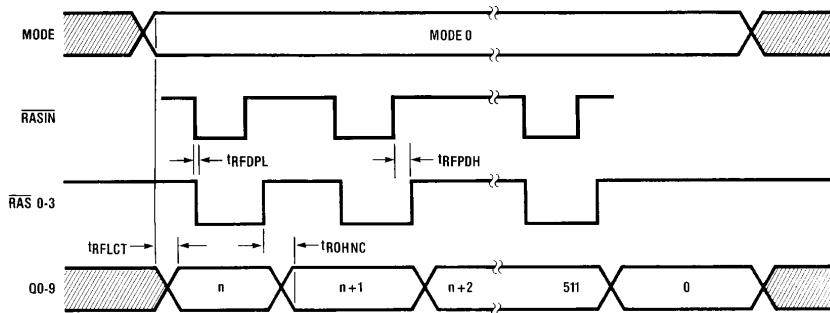 MODE
MODE 0
RASIN
tRFDPL
tRFPDH
RAS 0-3
tRFLCT
tROHNC
Q0-9
n
n+1
n+2
511
0